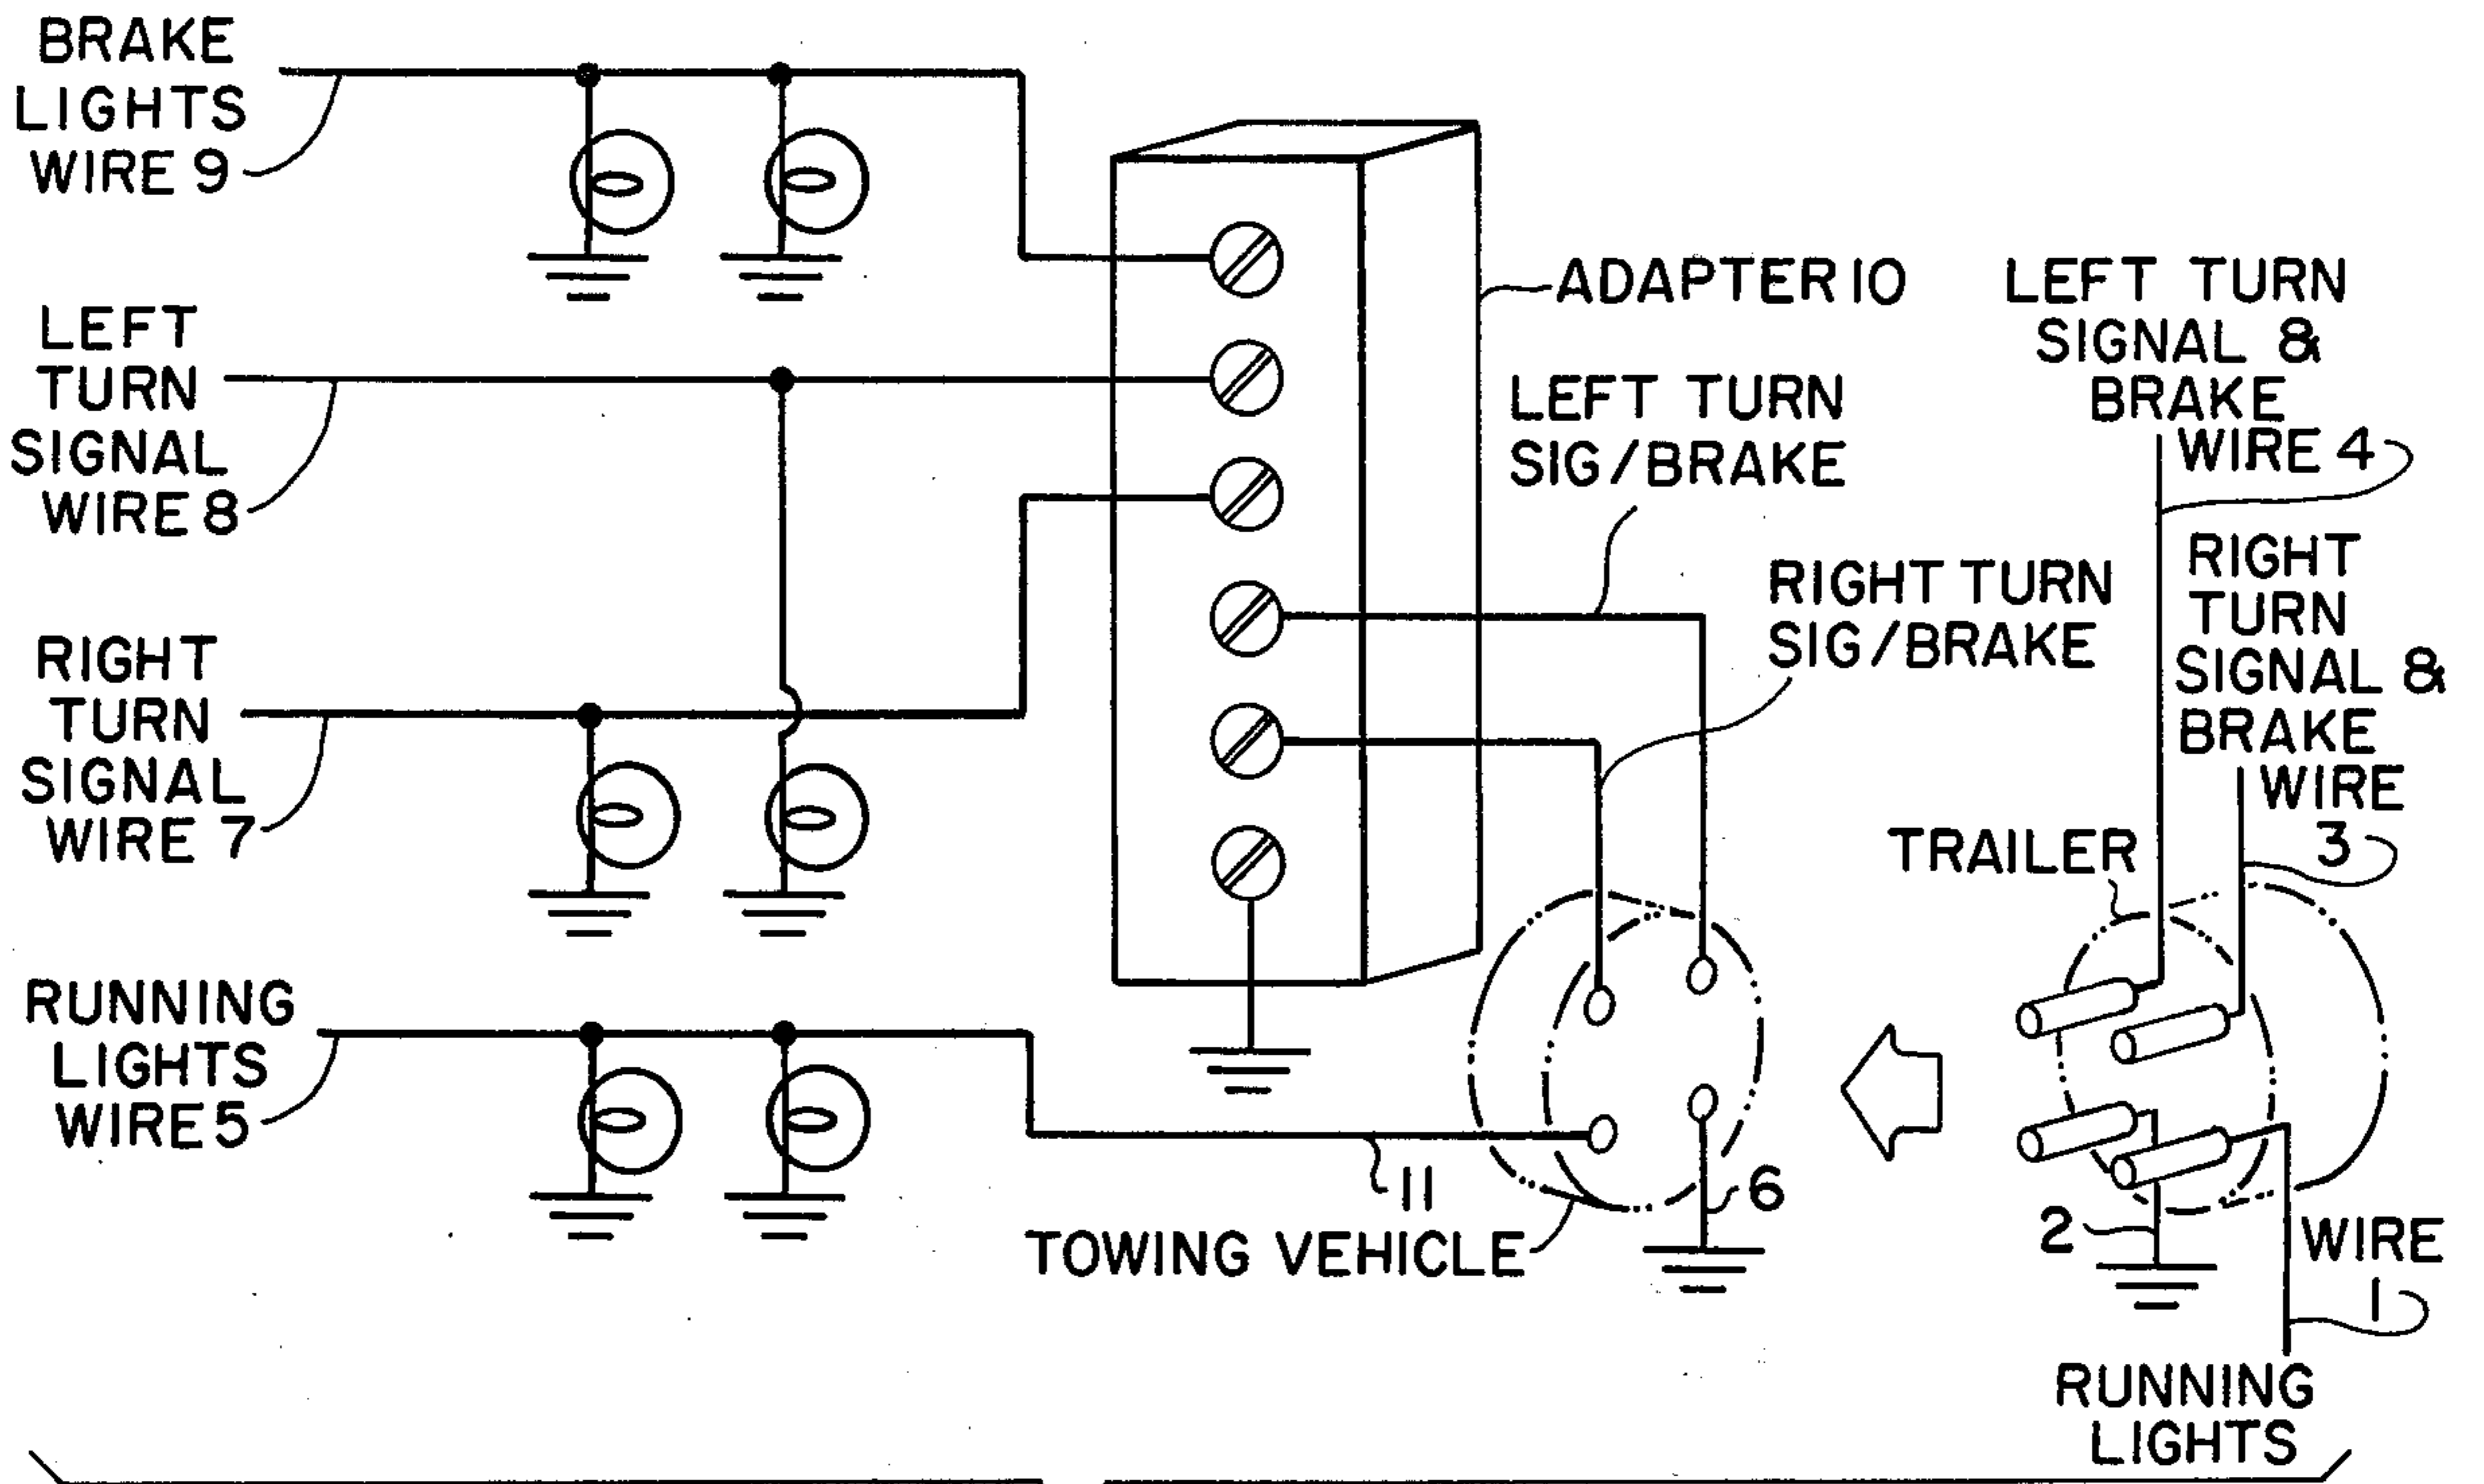 BRAKE
LIGHTS
WIRE 9
LEFT
TURN
SIGNAL
WIRE 8
RIGHT
TURN
SIGNAL
WIRE 7
RUNNING
LIGHTS
WIRE 5
ADAPTER 10
LEFT TURN
SIG/BRAKE
RIGHT TURN
SIG/BRAKE
LEFT TURN
SIGNAL &
BRAKE
WIRE 4
RIGHT
TURN
SIGNAL &
BRAKE
WIRE
3
TRAILER
11
6
TOWING VEHICLE
2
WIRE
1
RUNNING
LIGHTS